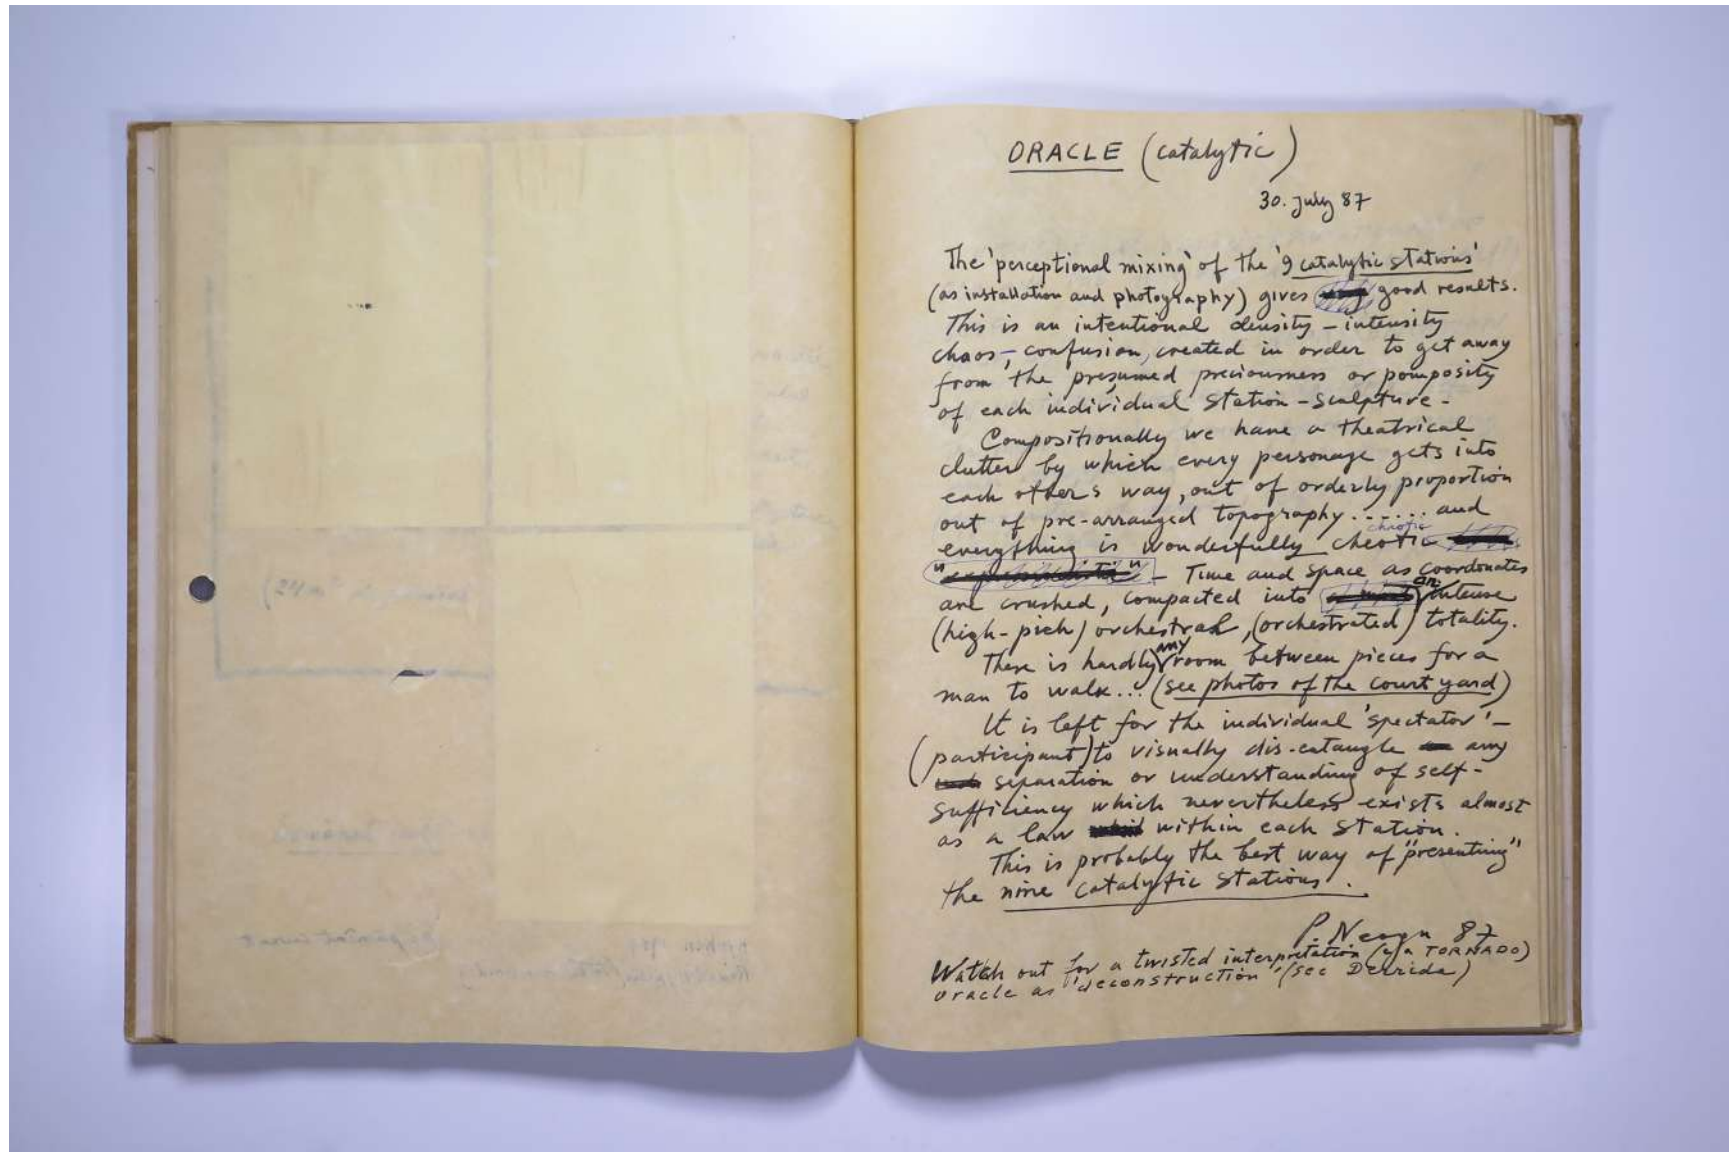 ORACLE (catalytic)
30. July 87
The 'perceptional mixing' of the '9 catalytic stations'
(as installation and photography) gives good results.
This is an intentional density – intensity
chaos – confusion, created in order to get away
from the presumed preciousness or pomposity
of each individual station – sculpture –
Compositionally we have a theatrical
clutter by which every personage gets into
each other s way, out of orderly proportion
out of pre-arranged topography ...... and
chaotic
everything is wonderfully cheotic
– Time and space as coordonates
are crushed, compacted into an intense
(high-pich) orchestral, (orchestrated) totality.
There is hardly any room between pieces for a
man to walk... (see photos of the court yard)
It is left for the individual 'spectator' –
(participant) to visually dis-entangle any
separation or understanding of self-
sufficiency which nevertheless exists almost
as a law within each station.
This is probably the best way of "presenting"
the nine catalytic stations.
P. Neagu 87
Watch out for a twisted interpretation (via TORNADO)
oracle as 'deconstruction' (see Derrida)